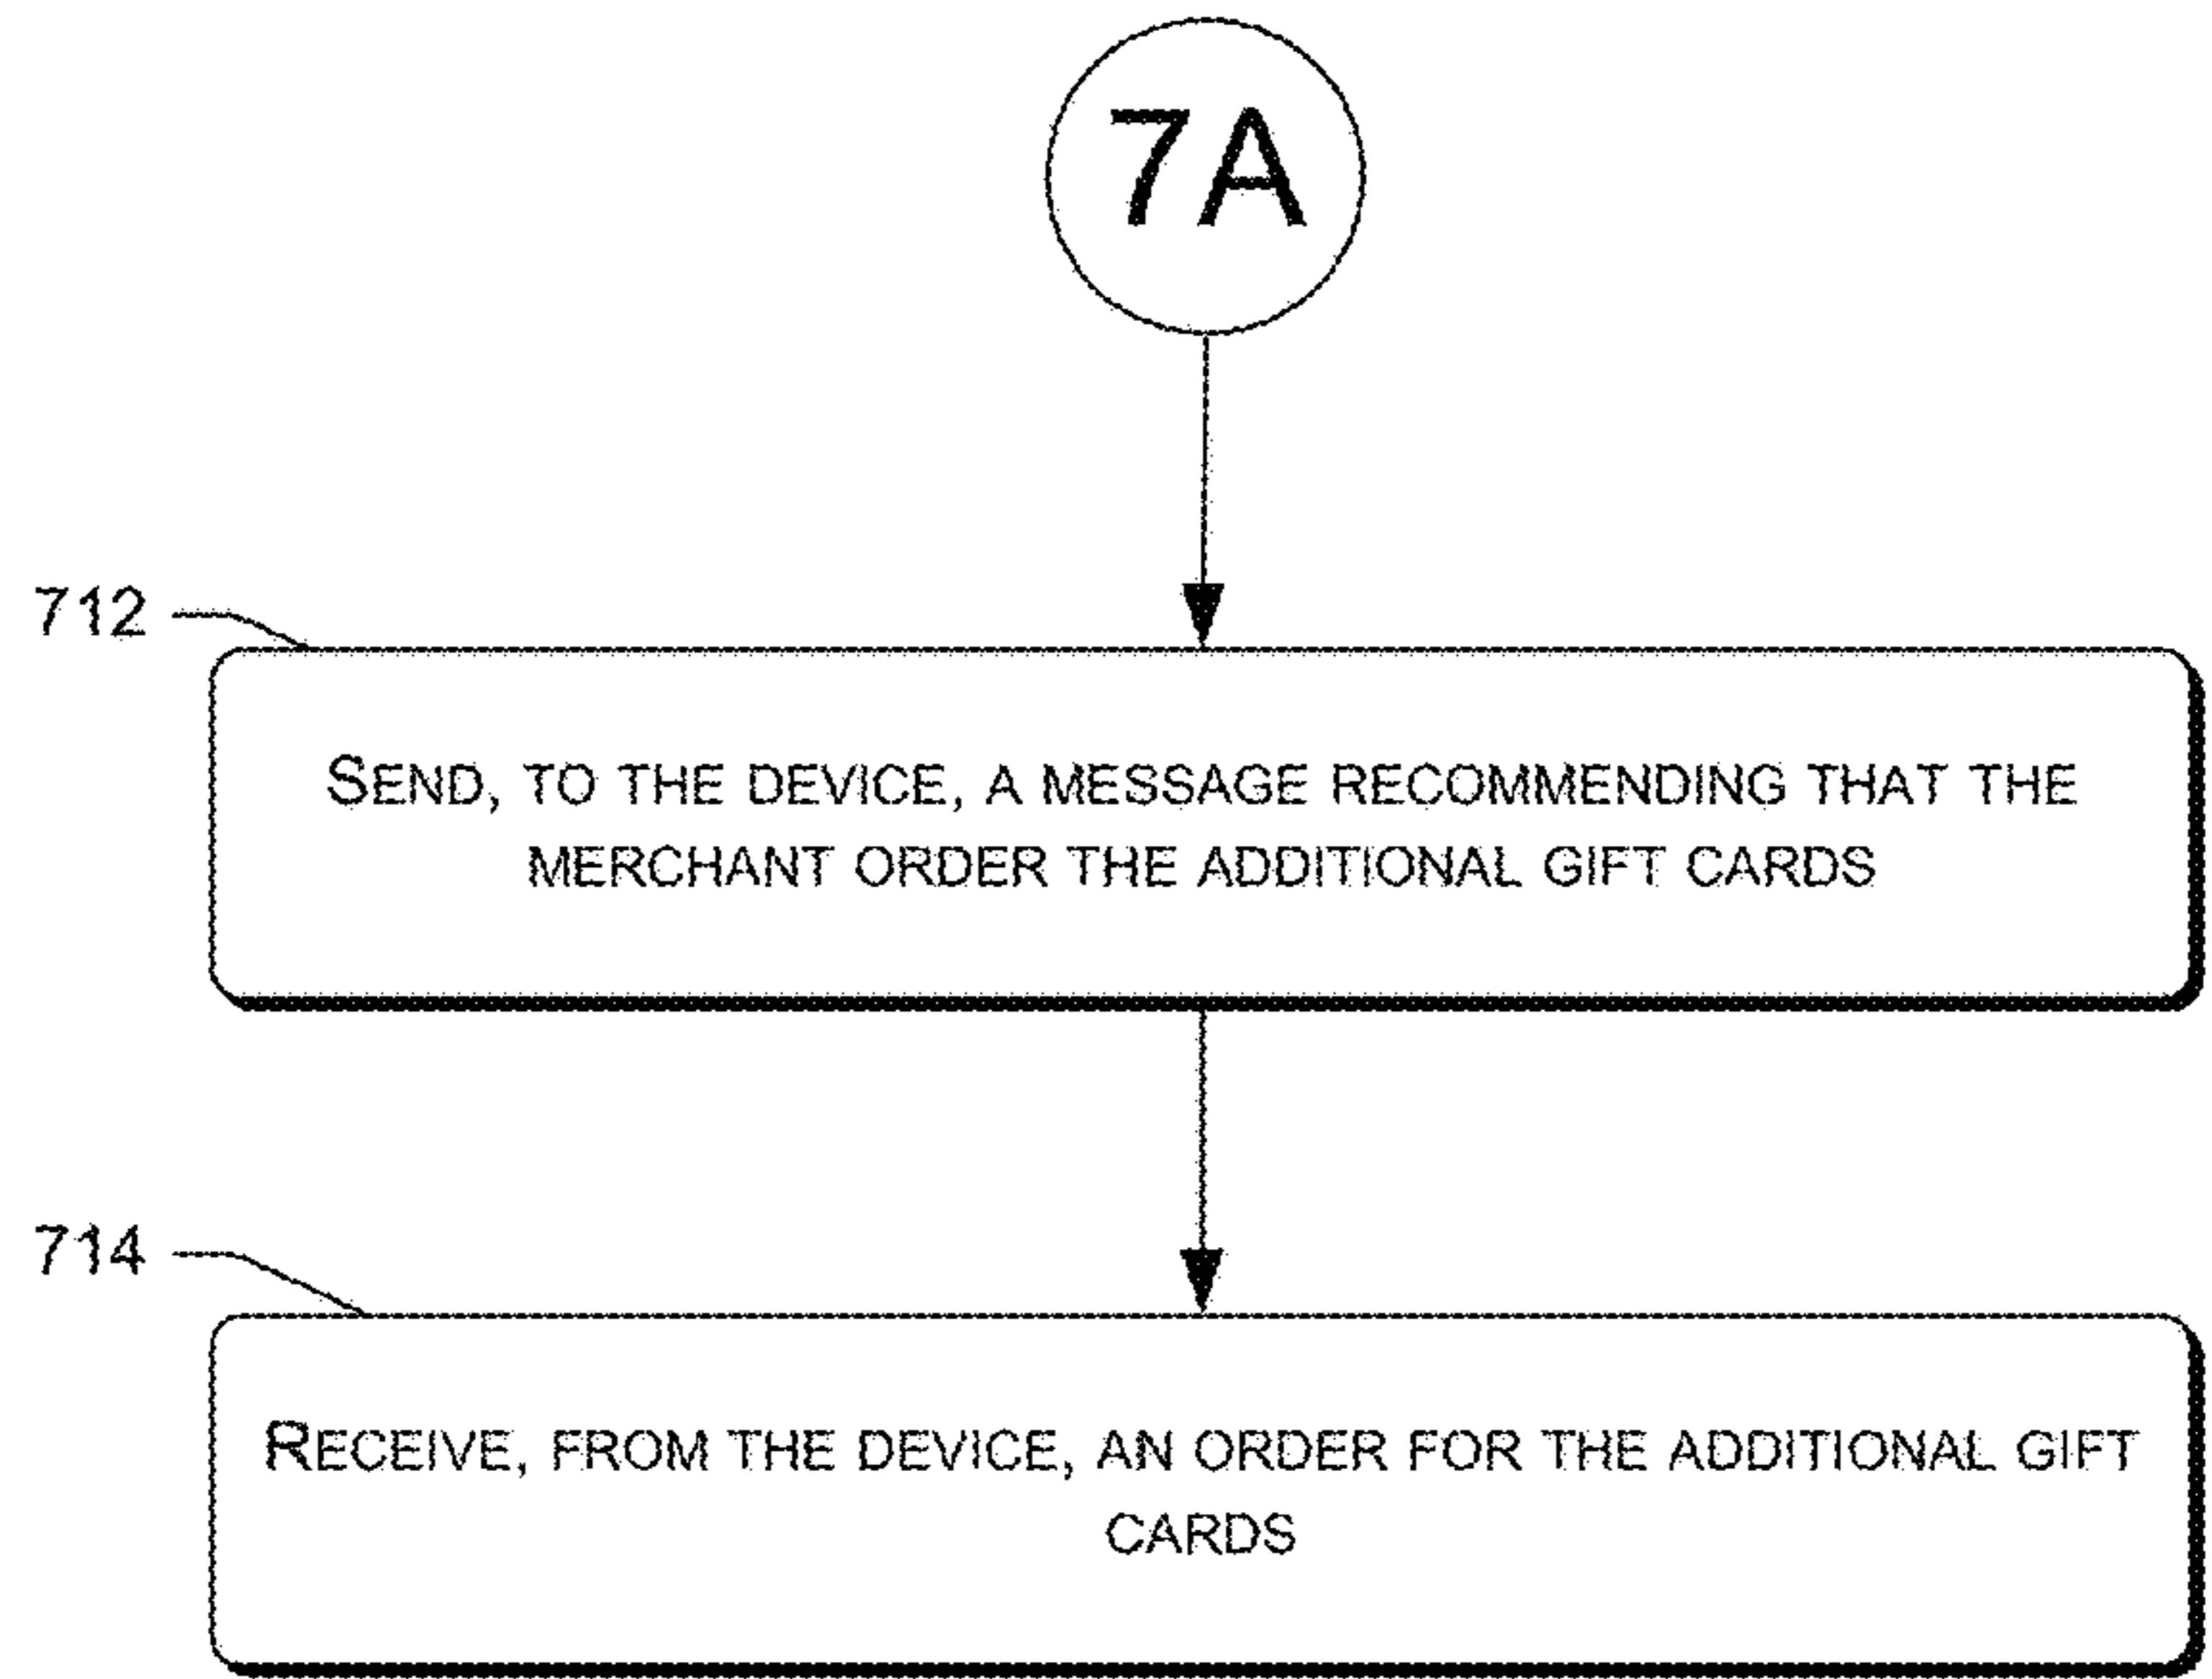 7A
712
SEND, TO THE DEVICE, A MESSAGE RECOMMENDING THAT THE
MERCHANT ORDER THE ADDITIONAL GIFT CARDS
714
RECEIVE, FROM THE DEVICE, AN ORDER FOR THE ADDITIONAL GIFT
CARDS